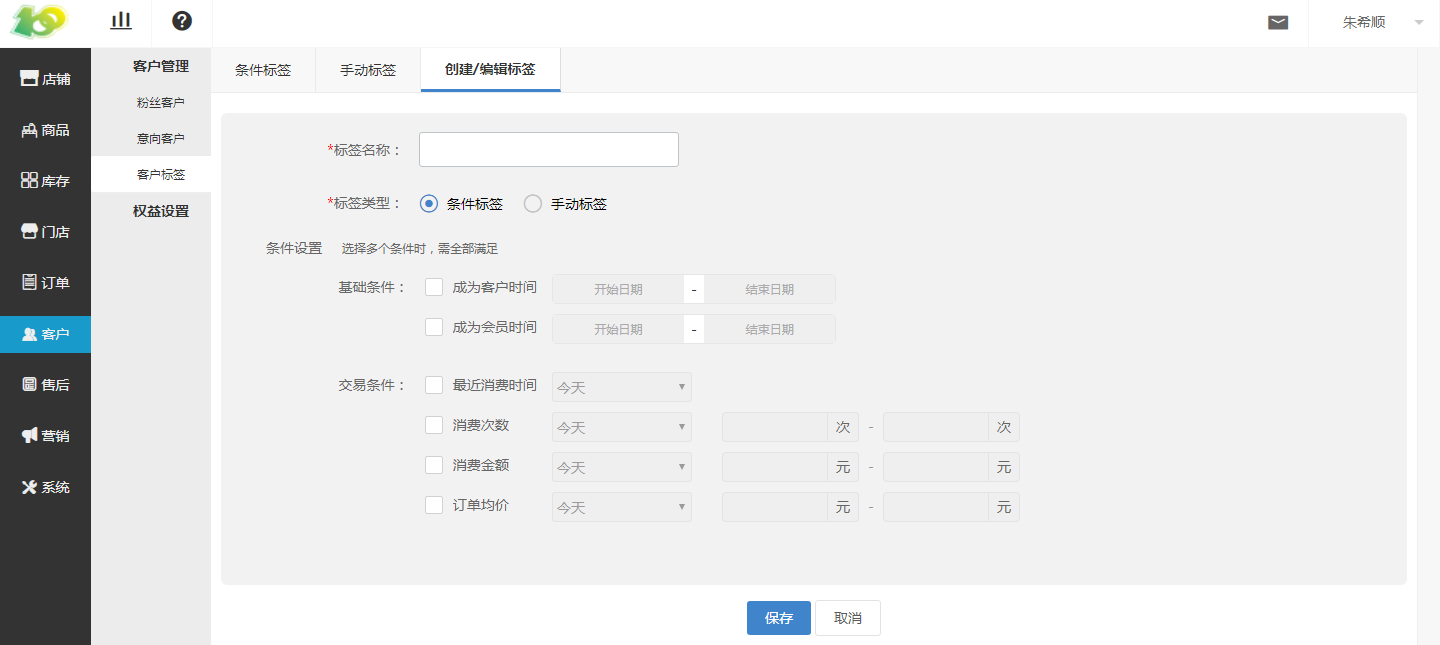 朱希顺
店铺
商品
库存
门店
订单
客户
售后
营销
系统
客户管理
粉丝客户
意向客户
客户标签
权益设置
条件标签 手动标签 创建/编辑标签
*标签名称：
*标签类型： 条件标签 手动标签
条件设置 选择多个条件时，需全部满足
基础条件： 成为客户时间 开始日期 - 结束日期
成为会员时间 开始日期 - 结束日期
交易条件： 最近消费时间 今天
消费次数 今天 次 - 次
消费金额 今天 元 - 元
订单均价 今天 元 - 元
保存 取消